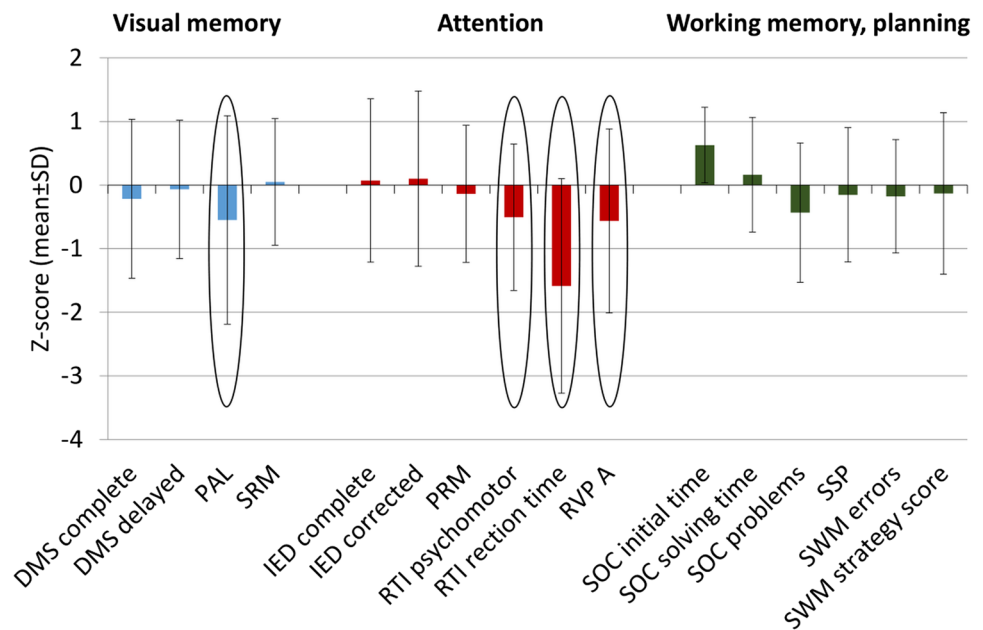 Visual memory
Attention
Working memory, planning
Z-score (mean±SD)
2
1
0
-1
-2
-3
-4
DMS complete
DMS delayed
PAL
SRM
IED complete
IED corrected
PRM
RTI psychomotor
RTI rection time
RVP A
SOC initial time
SOC solving time
SOC problems
SSP
SWM errors
SWM strategy score